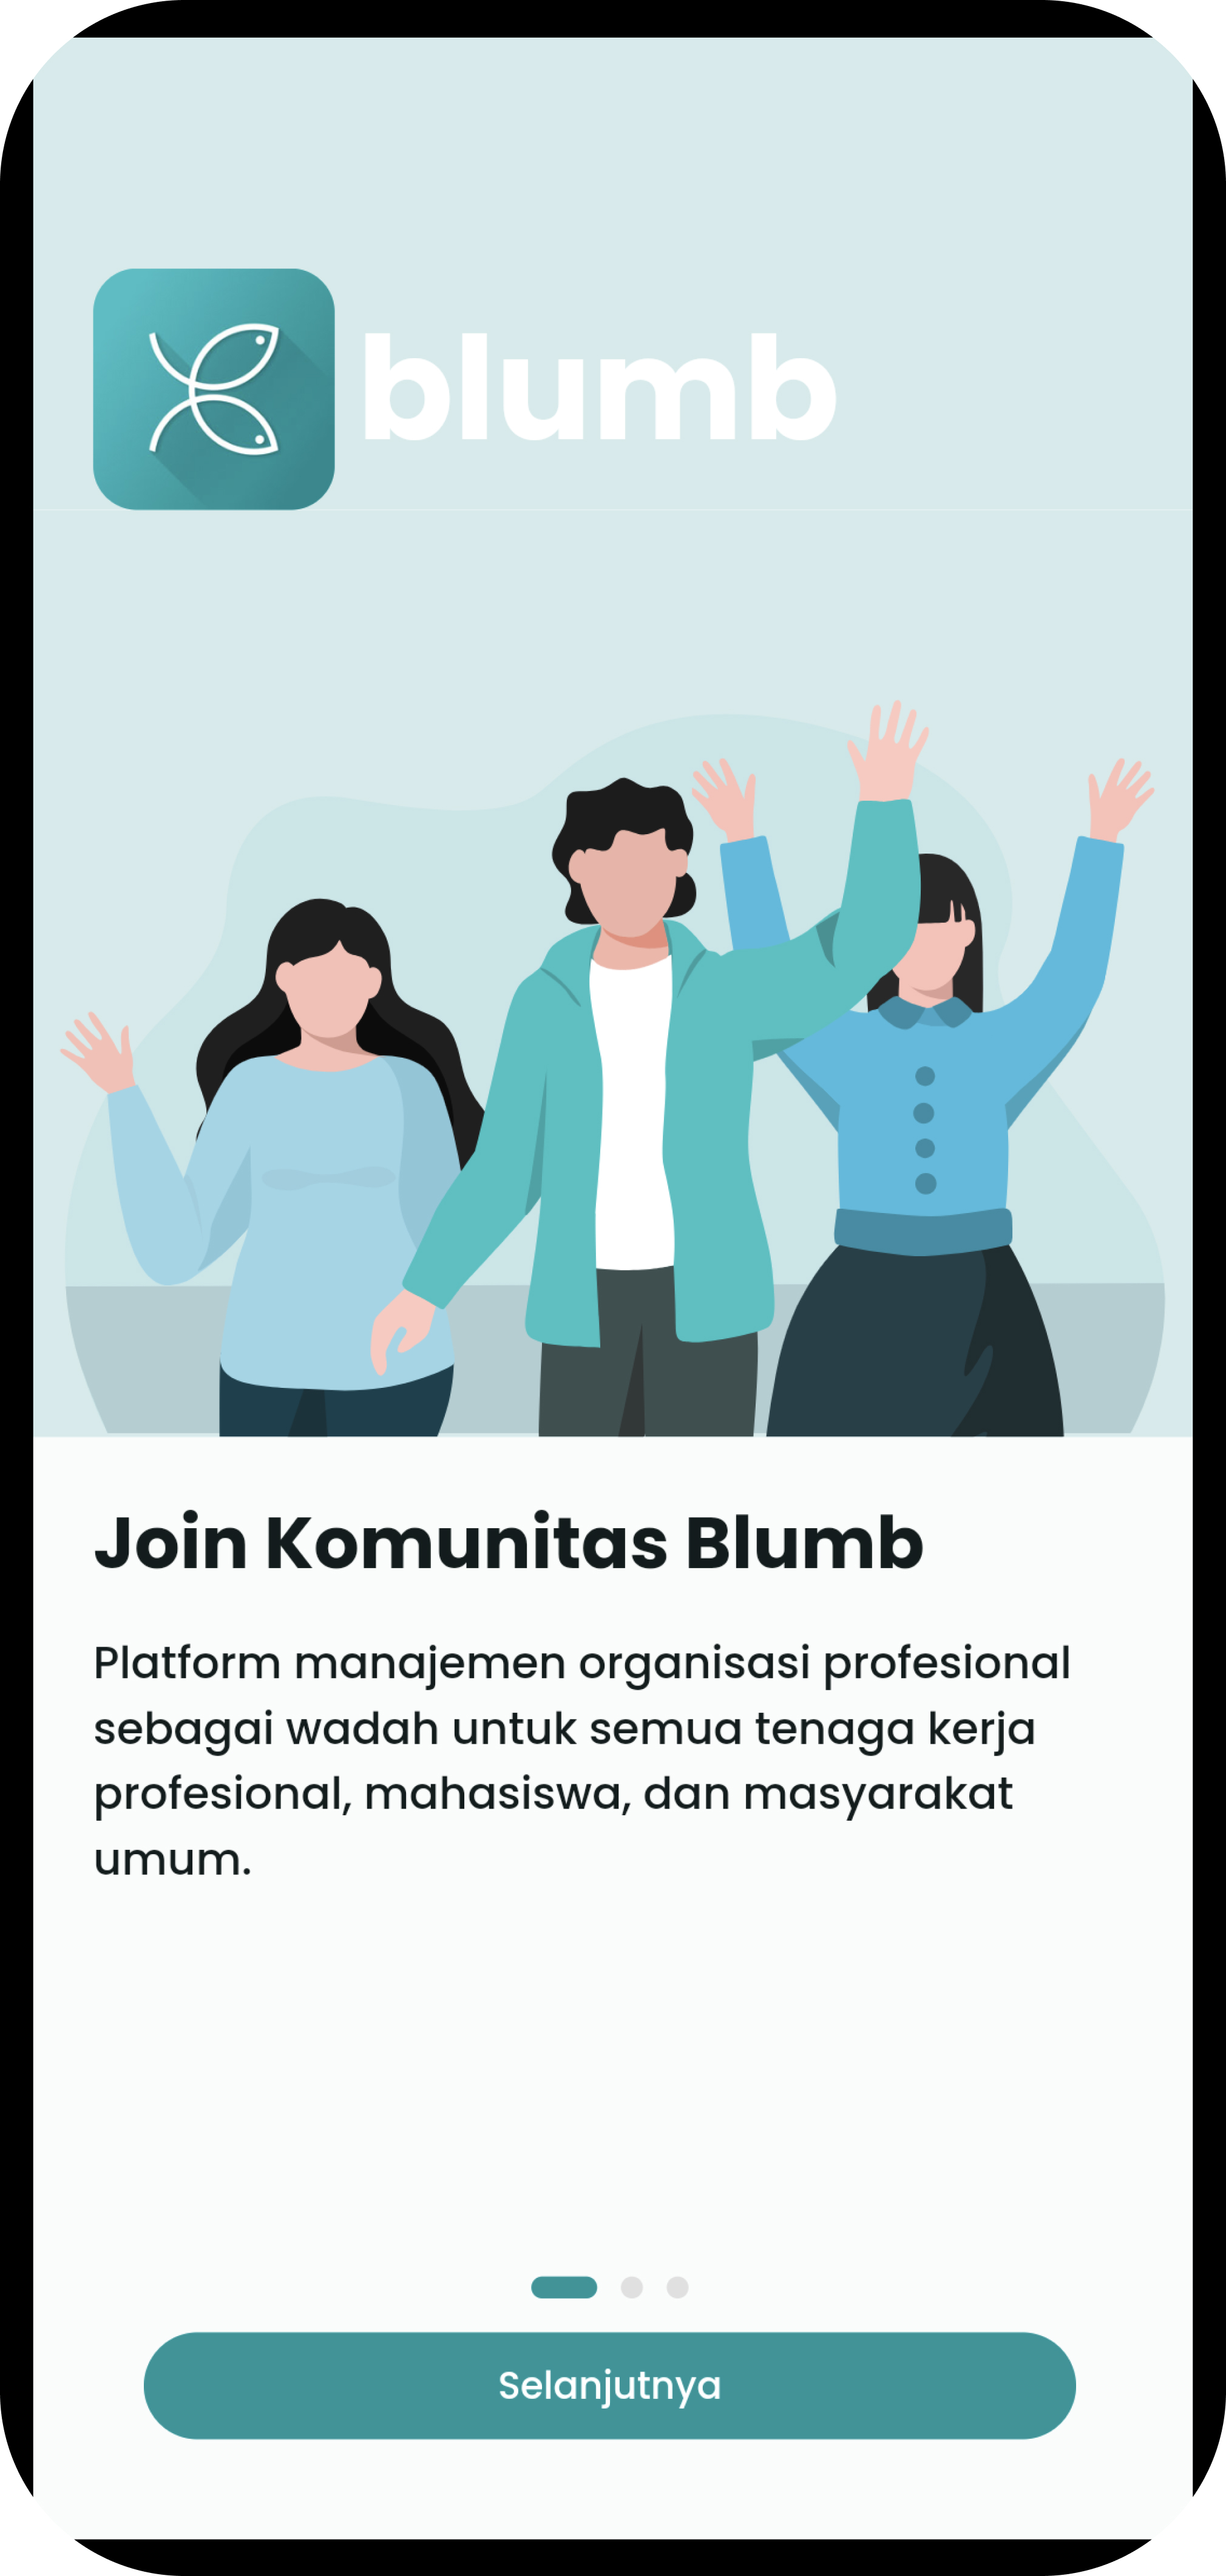 blumb
Join Komunitas Blumb
Platform manajemen organisasi profesional
sebagai wadah untuk semua tenaga kerja
profesional, mahasiswa, dan masyarakat
umum.
Selanjutnya